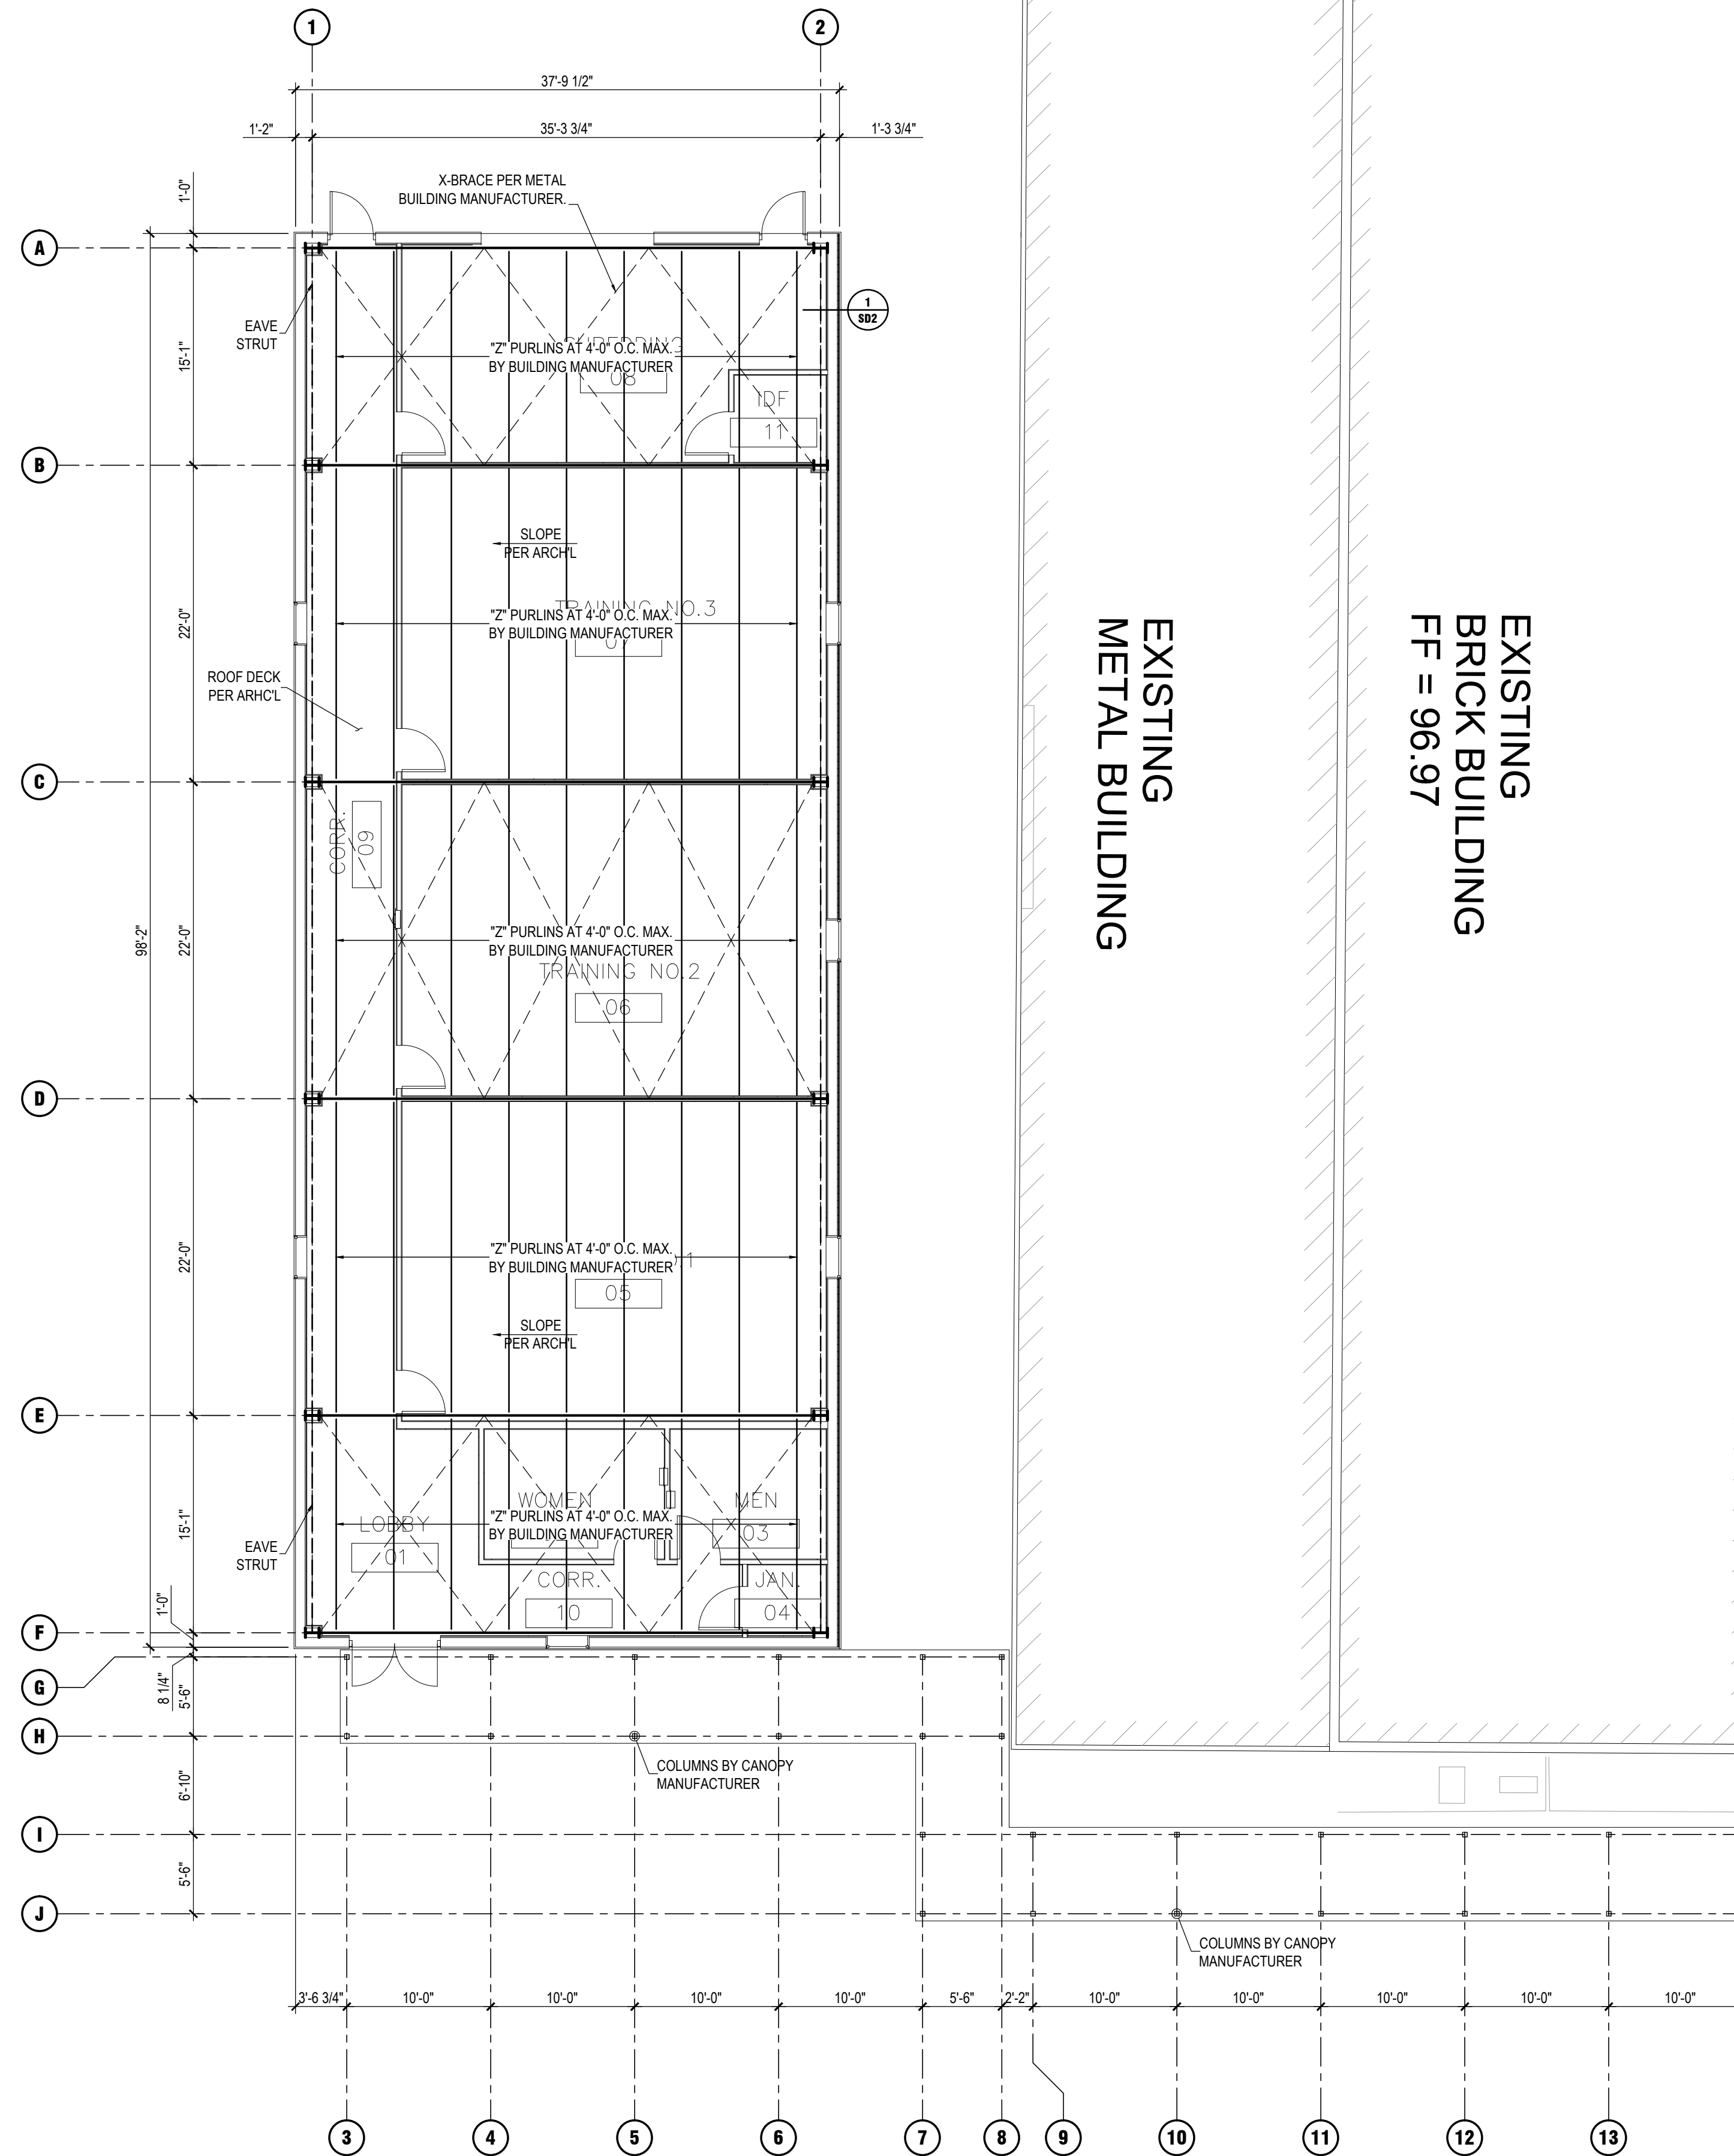 1
2
37'-9 1/2"
1'-2"
35'-3 3/4"
1'-3 3/4"
X-BRACE PER METAL
BUILDING MANUFACTURER.
1'-0"
A
1
SD2
EAVE
STRUT
15'-1"
"Z" PURLINS AT 4'-0" O.C. MAX.
BY BUILDING MANUFACTURER
08
IDF
11
B
SLOPE
PER ARCH'L
TRAINING NO.3
"Z" PURLINS AT 4'-0" O.C. MAX.
BY BUILDING MANUFACTURER
07
22'-0"
EXISTING
METAL BUILDING
EXISTING
BRICK BUILDING
FF = 96.97
ROOF DECK
PER ARHC'L
C
CORR.
09
98'-2"
22'-0"
"Z" PURLINS AT 4'-0" O.C. MAX.
BY BUILDING MANUFACTURER
TRAINING NO.2
06
D
22'-0"
"Z" PURLINS AT 4'-0" O.C. MAX.
BY BUILDING MANUFACTURER
05
SLOPE
PER ARCH'L
E
15'-1"
WOMEN
MEN
LOBBY
"Z" PURLINS AT 4'-0" O.C. MAX.
BY BUILDING MANUFACTURER
03
EAVE
STRUT
01
CORR.
JAN.
10
04
1'-0"
F
G
8 1/4"
5'-6"
H
COLUMNS BY CANOPY
MANUFACTURER
6'-10"
I
5'-6"
J
COLUMNS BY CANOPY
MANUFACTURER
3'-6 3/4"
10'-0"
10'-0"
10'-0"
10'-0"
5'-6"
2'-2"
10'-0"
10'-0"
10'-0"
10'-0"
10'-0"
3
4
5
6
7
8
9
10
11
12
13